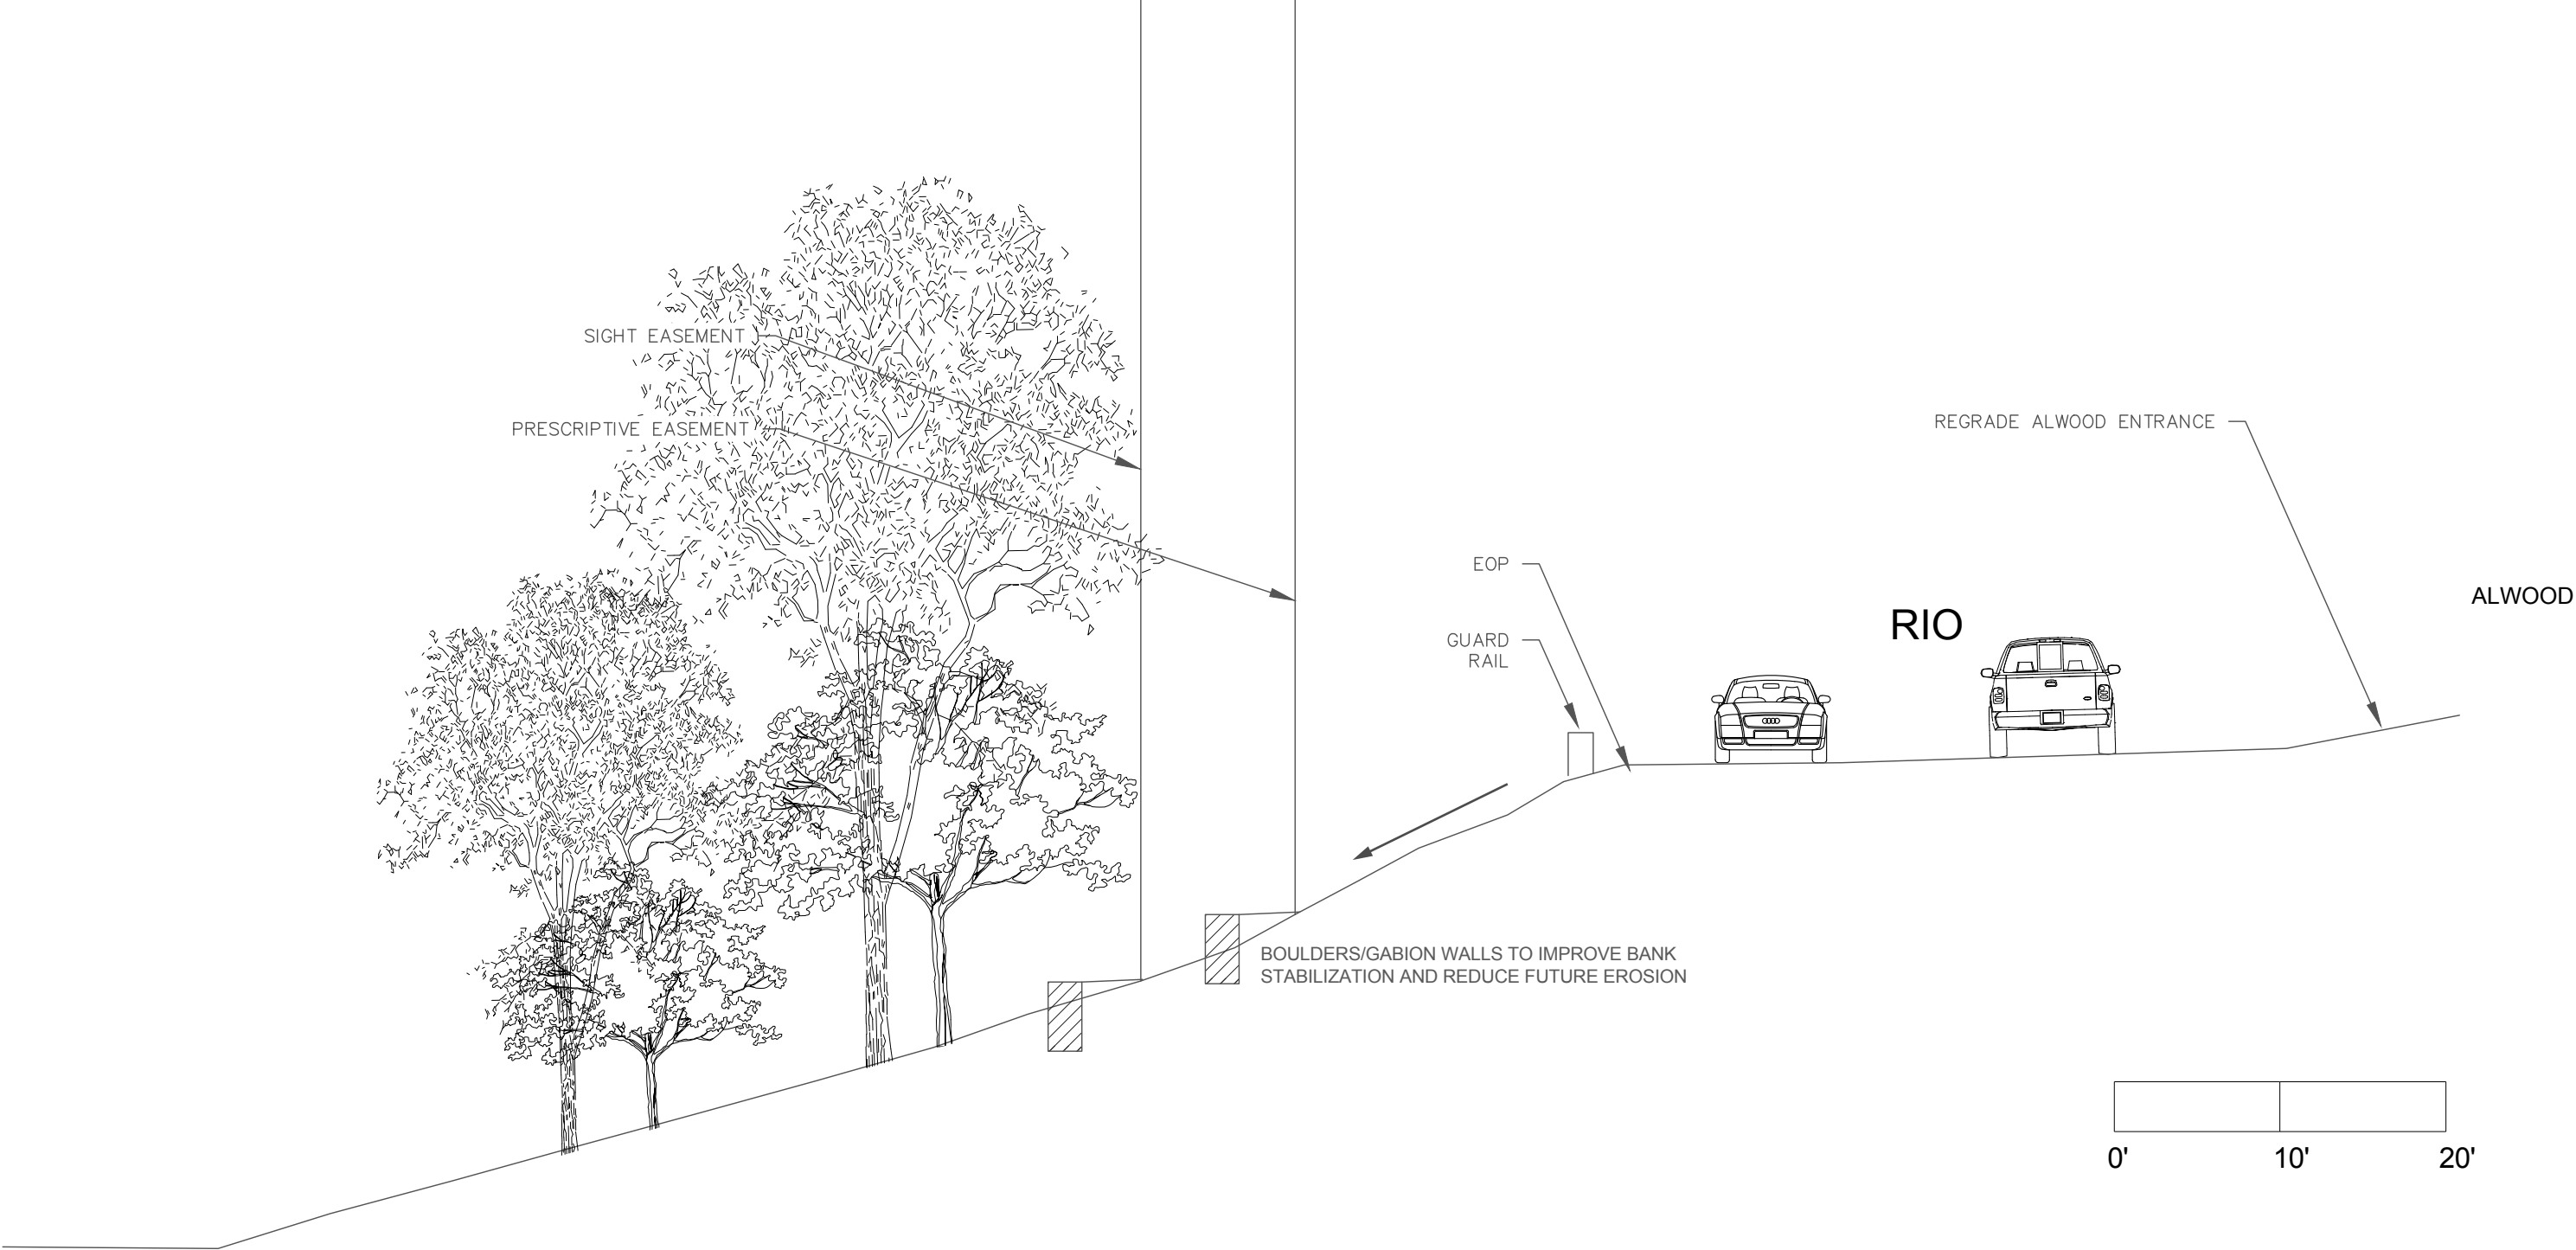 SIGHT EASEMENT
PRESCRIPTIVE EASEMENT
REGRADE ALWOOD ENTRANCE
EOP
ALWOOD
RIO
GUARD
RAIL
BOULDERS/GABION WALLS TO IMPROVE BANK
STABILIZATION AND REDUCE FUTURE EROSION
0' 10' 20'